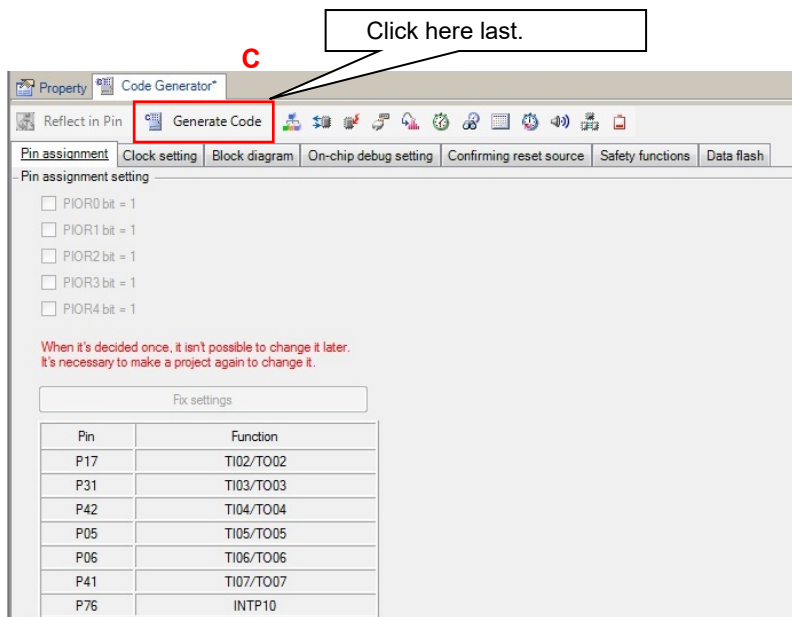 Click here last.
C
Property Code Generator*
Reflect in Pin Generate Code
Pin assignment Clock setting Block diagram On-chip debug setting Confirming reset source Safety functions Data flash
Pin assignment setting
PIOR0 bit = 1
PIOR1 bit = 1
PIOR2 bit = 1
PIOR3 bit = 1
PIOR4 bit = 1
When it's decided once, it isn't possible to change it later.
It's necessary to make a project again to change it.
Fix settings
Pin Function
P17 TI02/TO02
P31 TI03/TO03
P42 TI04/TO04
P05 TI05/TO05
P06 TI06/TO06
P41 TI07/TO07
P76 INTP10